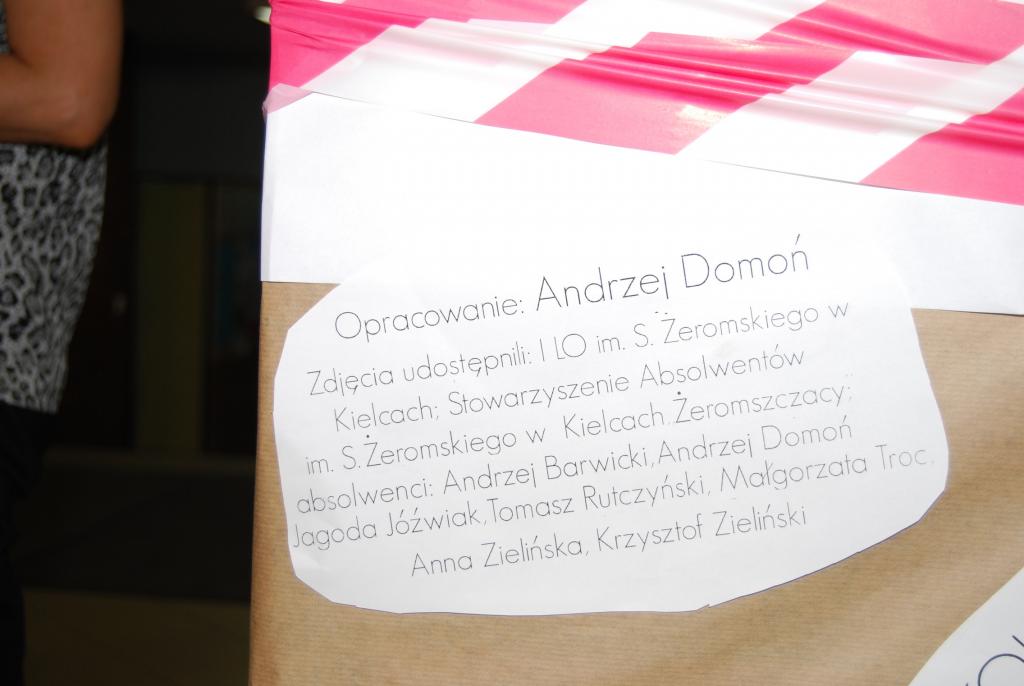 Opracowanie: Andrzej Domoń
Zdjęcia udostępnili: I LO im. S. Żeromskiego w
Kielcach; Stowarzyszenie Absolwentów
im. S.Żeromskiego w Kielcach.Żeromszczacy;
absolwenci: Andrzej Barwicki,Andrzej Domoń
Jagoda Jóźwiak,Tomasz Rutczyński, Małgorzata Troc,
Anna Zielińska, Krzysztof Zieliński